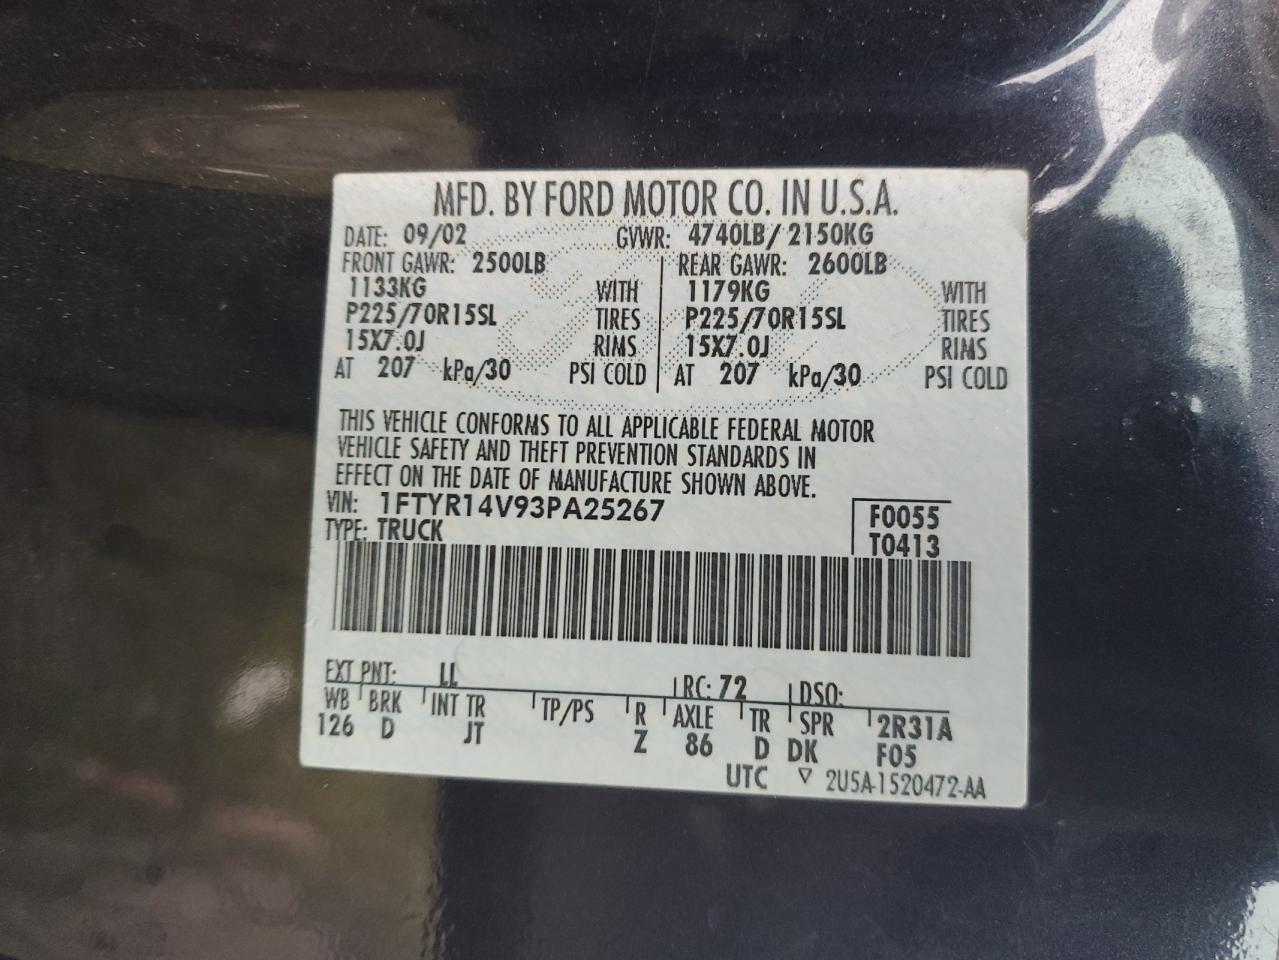 MFD. BY FORD MOTOR CO. IN U.S.A.
DATE: 09/02 GVWR: 4740LB/ 2150KG
FRONT GAWR: 2500LB REAR GAWR: 2600LB
1133KG WITH 1179KG WITH
P225/70R15SL TIRES P225/70R15SL TIRES
15X7.0J RIMS 15X7.0J RIMS
AT 207 kPa/30 PSI COLD AT 207 kPa/30 PSI COLD
THIS VEHICLE CONFORMS TO ALL APPLICABLE FEDERAL MOTOR
VEHICLE SAFETY AND THEFT PREVENTION STANDARDS IN
EFFECT ON THE DATE OF MANUFACTURE SHOWN ABOVE.
VIN: 1FTYR14V93PA25267 F0055
TYPE: TRUCK T0413
EXT PNT: LL RC: 72 DSO:
WB BRK INT TR TP/PS R AXLE TR SPR 2R31A
126 D JT Z 86 D DK F05
UTC ▽ 2U5A-1520472-AA